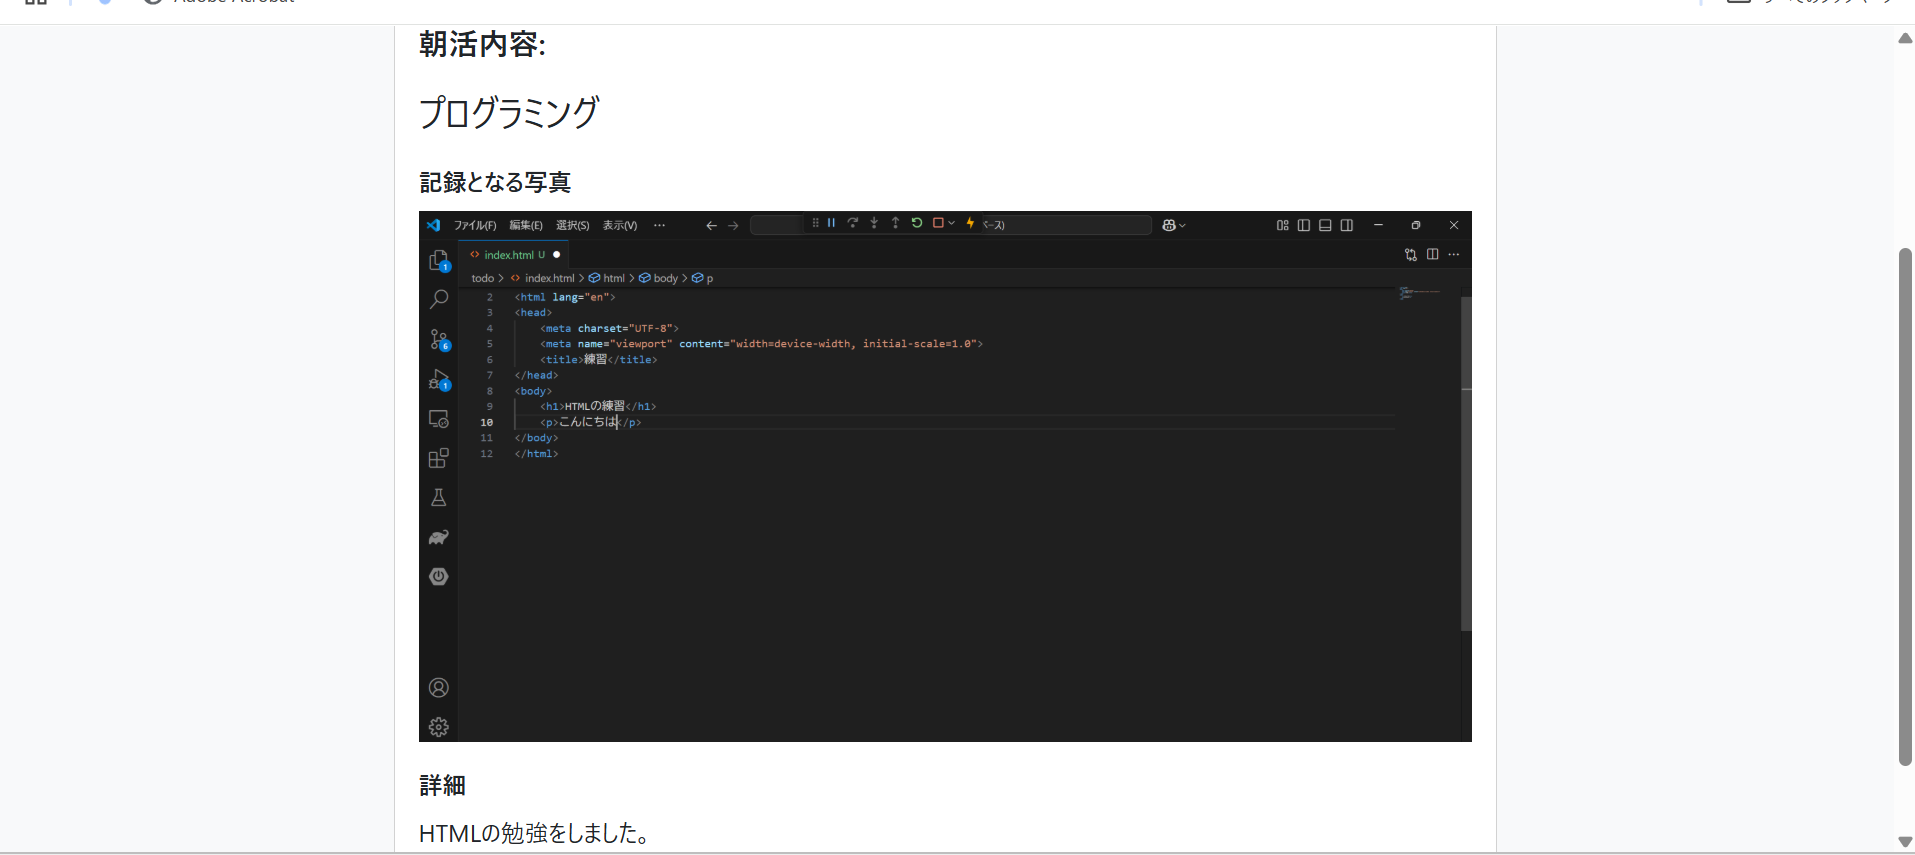 朝活内容:
プログラミング
記録となる写真
ファイル(F) 編集(E) 選択(S) 表示(V) … ース)
index.html U
todo > index.html > html > body > p
2 <html lang="en">
3 <head>
4 <meta charset="UTF-8">
5 <meta name="viewport" content="width=device-width, initial-scale=1.0">
6 <title>練習</title>
7 </head>
8 <body>
9 <h1>HTMLの練習</h1>
10 <p>こんにちは</p>
11 </body>
12 </html>
1
6
1
詳細
HTMLの勉強をしました。